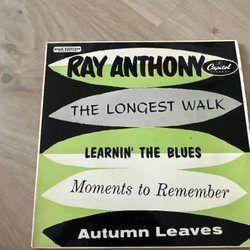 RAY ANTHONY
Capitol
THE LONGEST WALK
LEARNIN' THE BLUES
Moments to Remember
Autumn Leaves